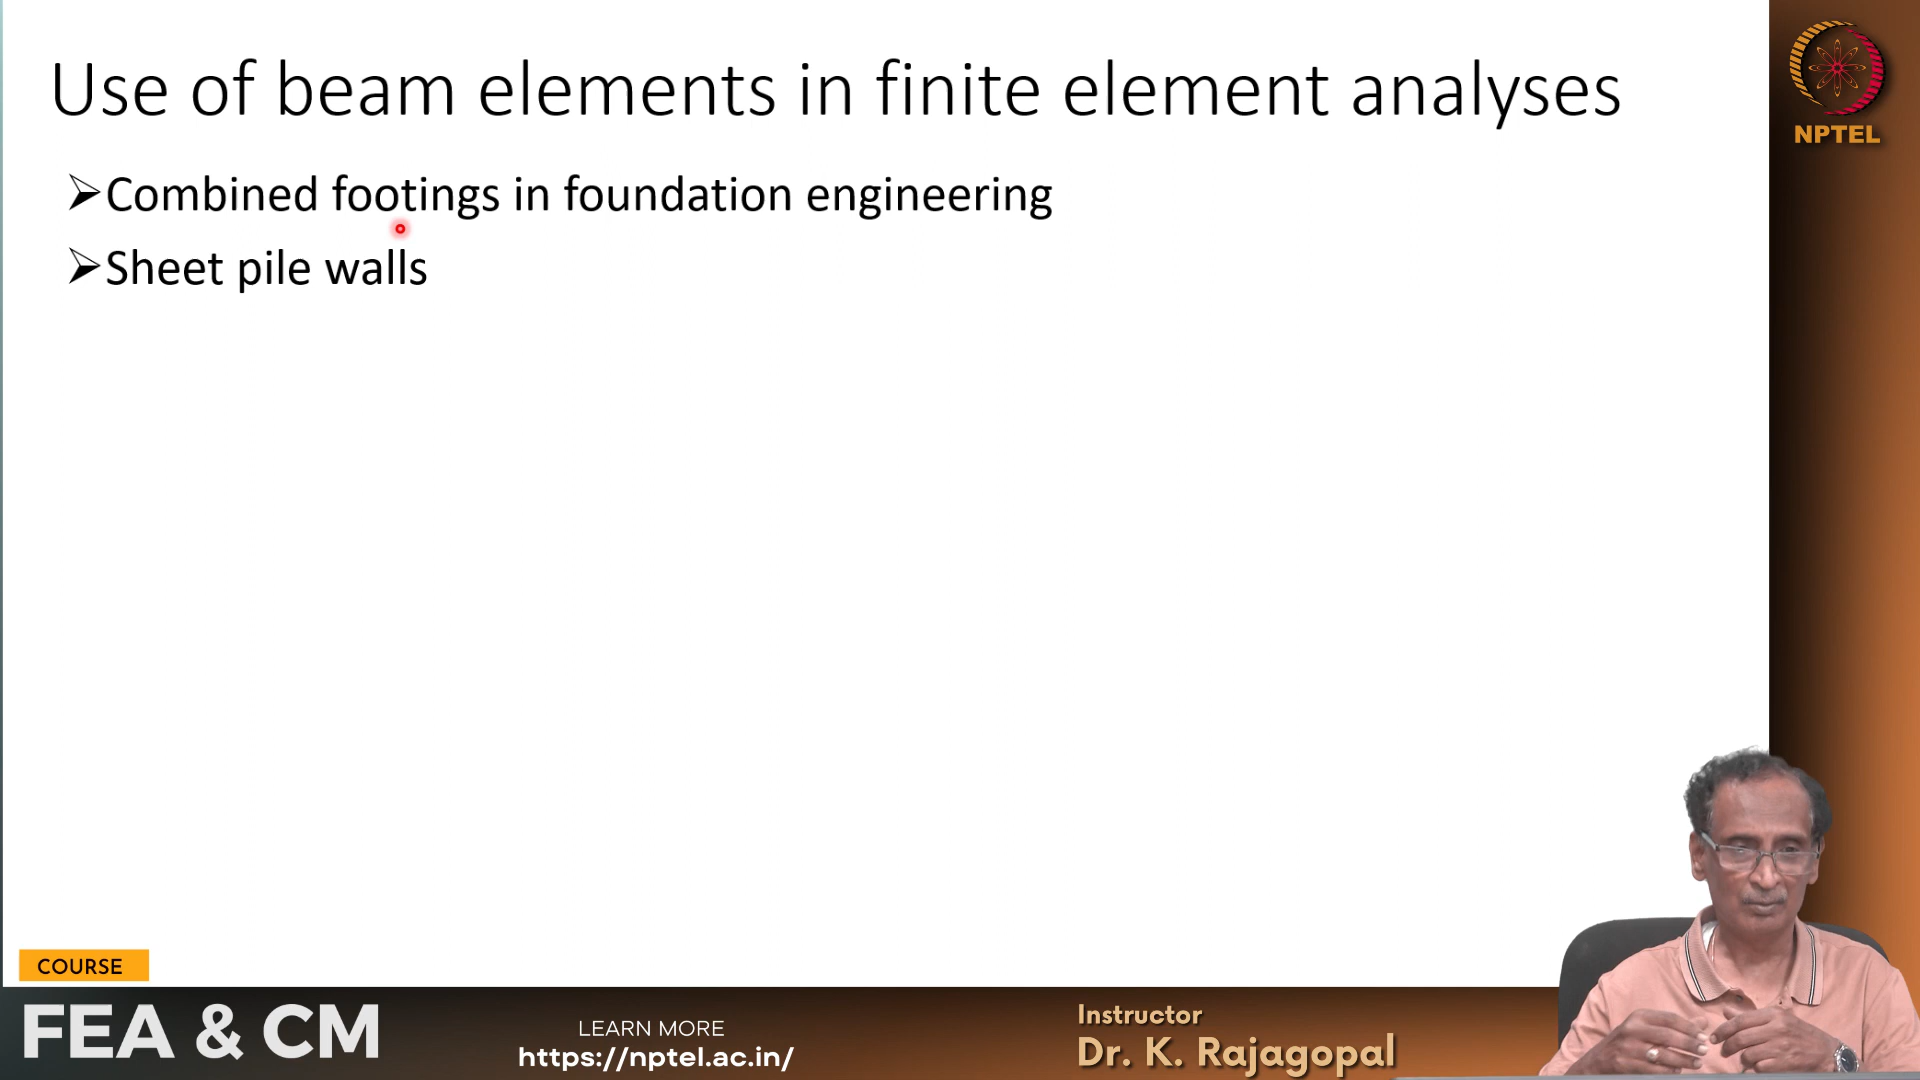 Use of beam elements in finite element analyses
NPTEL
➢Combined footings in foundation engineering
➢Sheet pile walls
COURSE
FEA & CM
LEARN MORE
https://nptel.ac.in/
Instructor
Dr. K. Rajagopal